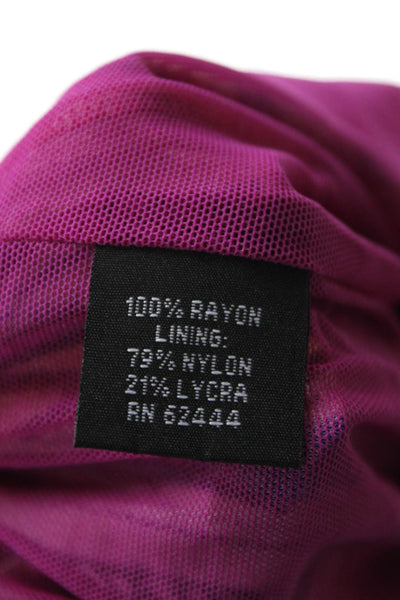 100% RAYON
LINING:
79% NYLON
21% LYCRA
RN 62444